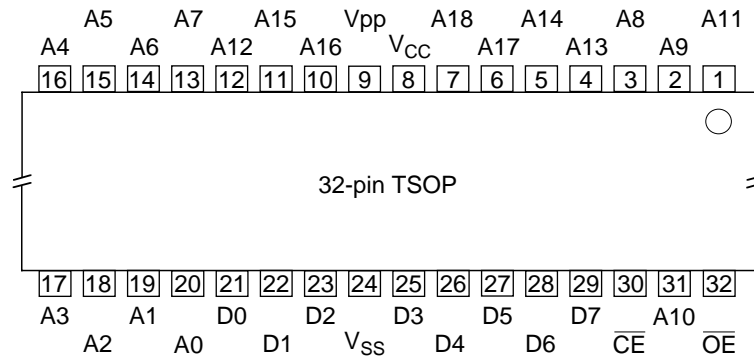 A5 A7 A15 Vpp A18 A14 A8 A11
A4 A6 A12 A16 VCC A17 A13 A9
16 15 14 13 12 11 10 9 8 7 6 5 4 3 2 1
32-pin TSOP
17 18 19 20 21 22 23 24 25 26 27 28 29 30 31 32
A3 A1 D0 D2 D3 D5 D7 A10
A2 A0 D1 VSS D4 D6 C̅E̅ O̅E̅